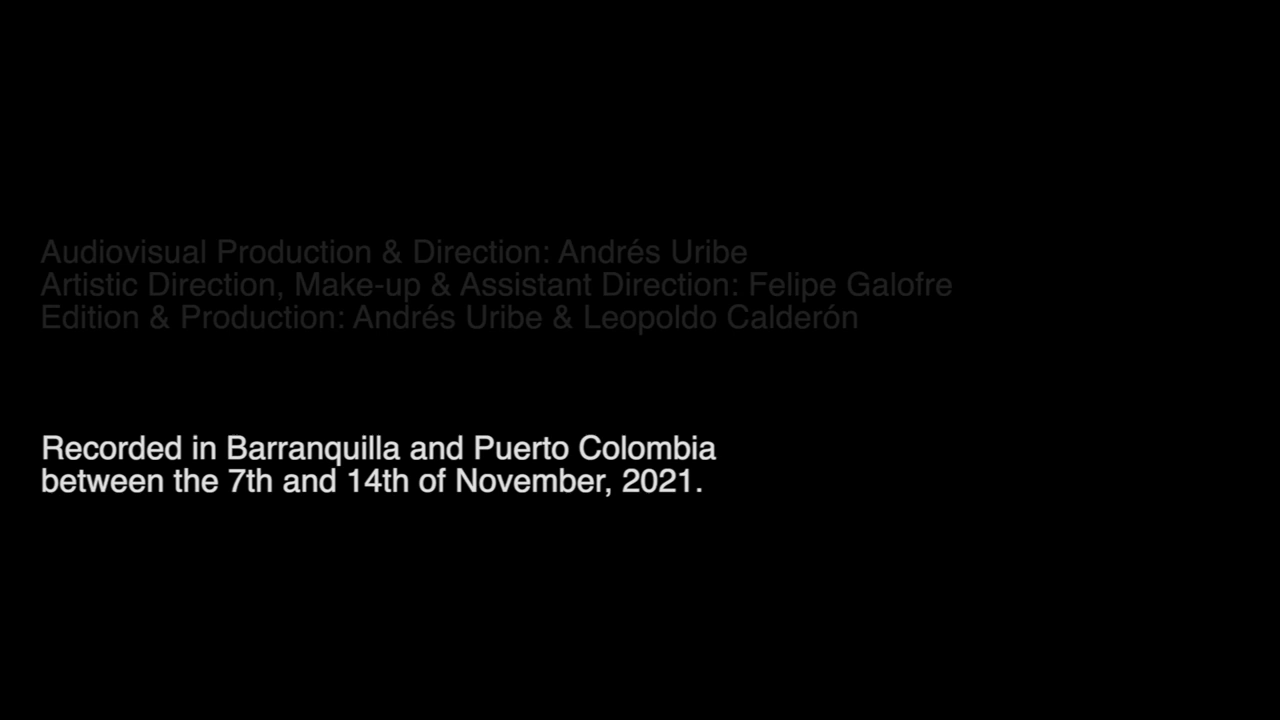 Audiovisual Production & Direction: Andrés Uribe
Artistic Direction, Make-up & Assistant Direction: Felipe Galofre
Edition & Production: Andrés Uribe & Leopoldo Calderón
Recorded in Barranquilla and Puerto Colombia
between the 7th and 14th of November, 2021.